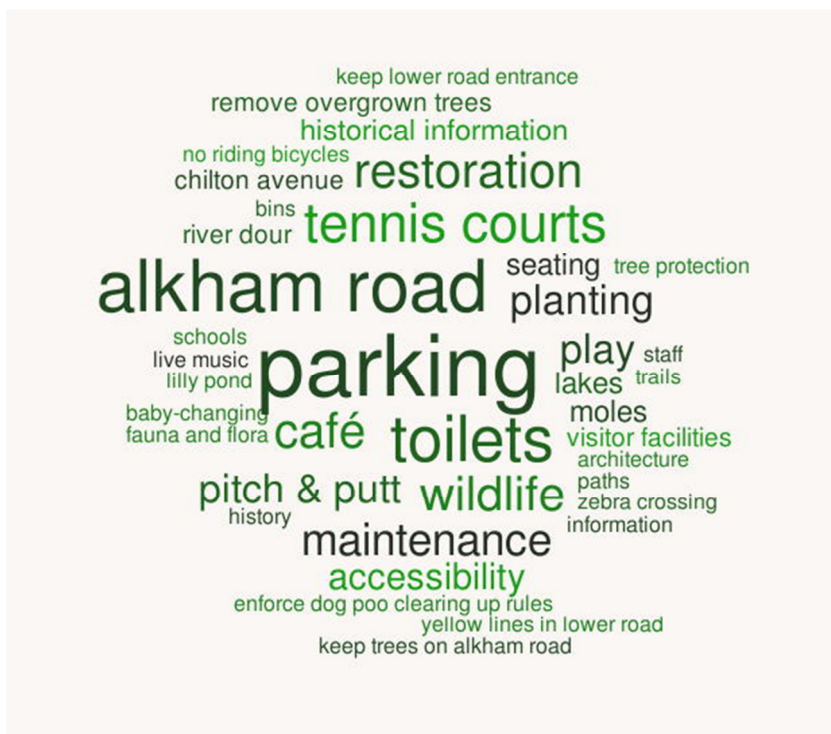 keep lower road entrance
remove overgrown trees
historical information
no riding bicycles
chilton avenue
restoration
bins
river dour
tennis courts
alkham road
seating
tree protection
planting
schools
live music
lilly pond
parking
play
staff
lakes
trails
baby-changing
fauna and flora
café
toilets
moles
visitor facilities
architecture
pitch & putt
wildlife
paths
zebra crossing
history
information
maintenance
accessibility
enforce dog poo clearing up rules
yellow lines in lower road
keep trees on alkham road